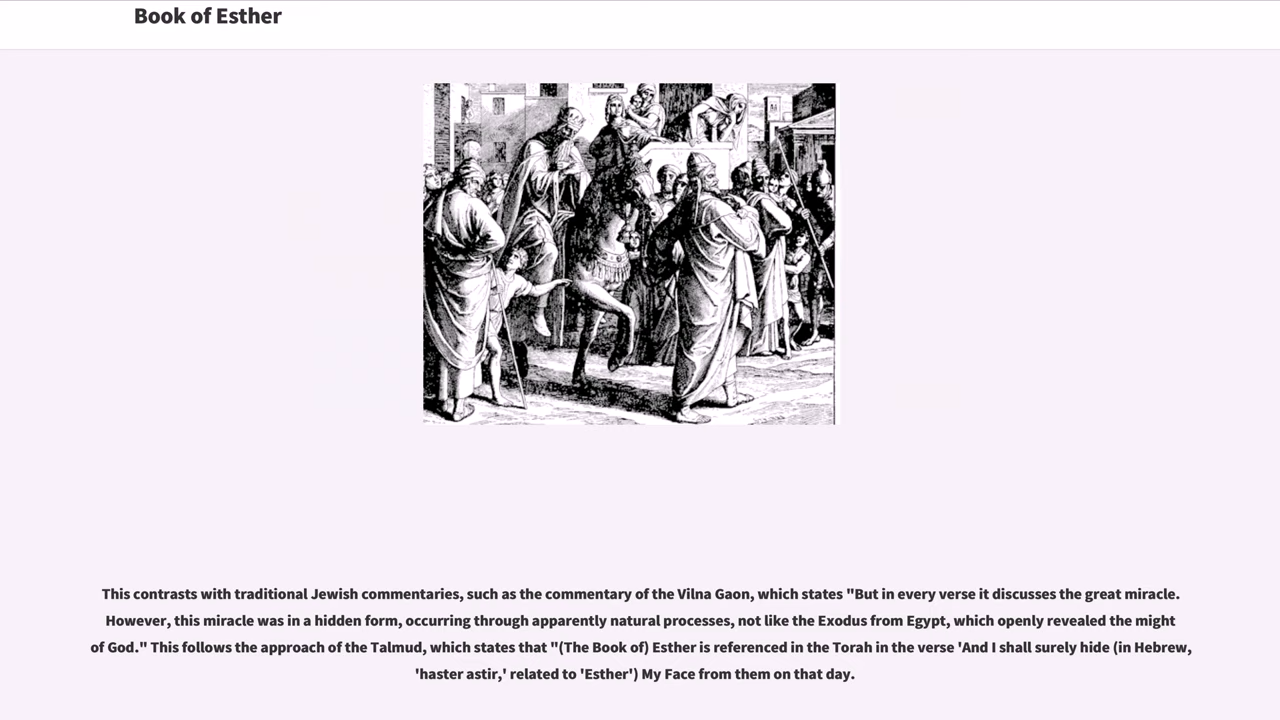 Book of Esther
This contrasts with traditional Jewish commentaries, such as the commentary of the Vilna Gaon, which states "But in every verse it discusses the great miracle.
However, this miracle was in a hidden form, occurring through apparently natural processes, not like the Exodus from Egypt, which openly revealed the might
of God." This follows the approach of the Talmud, which states that "(The Book of) Esther is referenced in the Torah in the verse 'And I shall surely hide (in Hebrew,
'haster astir,' related to 'Esther') My Face from them on that day.